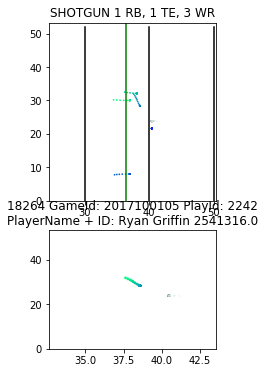 SHOTGUN 1 RB, 1 TE, 3 WR
50
40
30
20
10
0
30 40 50
18264 GameId: 2017100105 PlayId: 2242
PlayerName + ID: Ryan Griffin 2541316.0
40
20
0
35.0 37.5 40.0 42.5